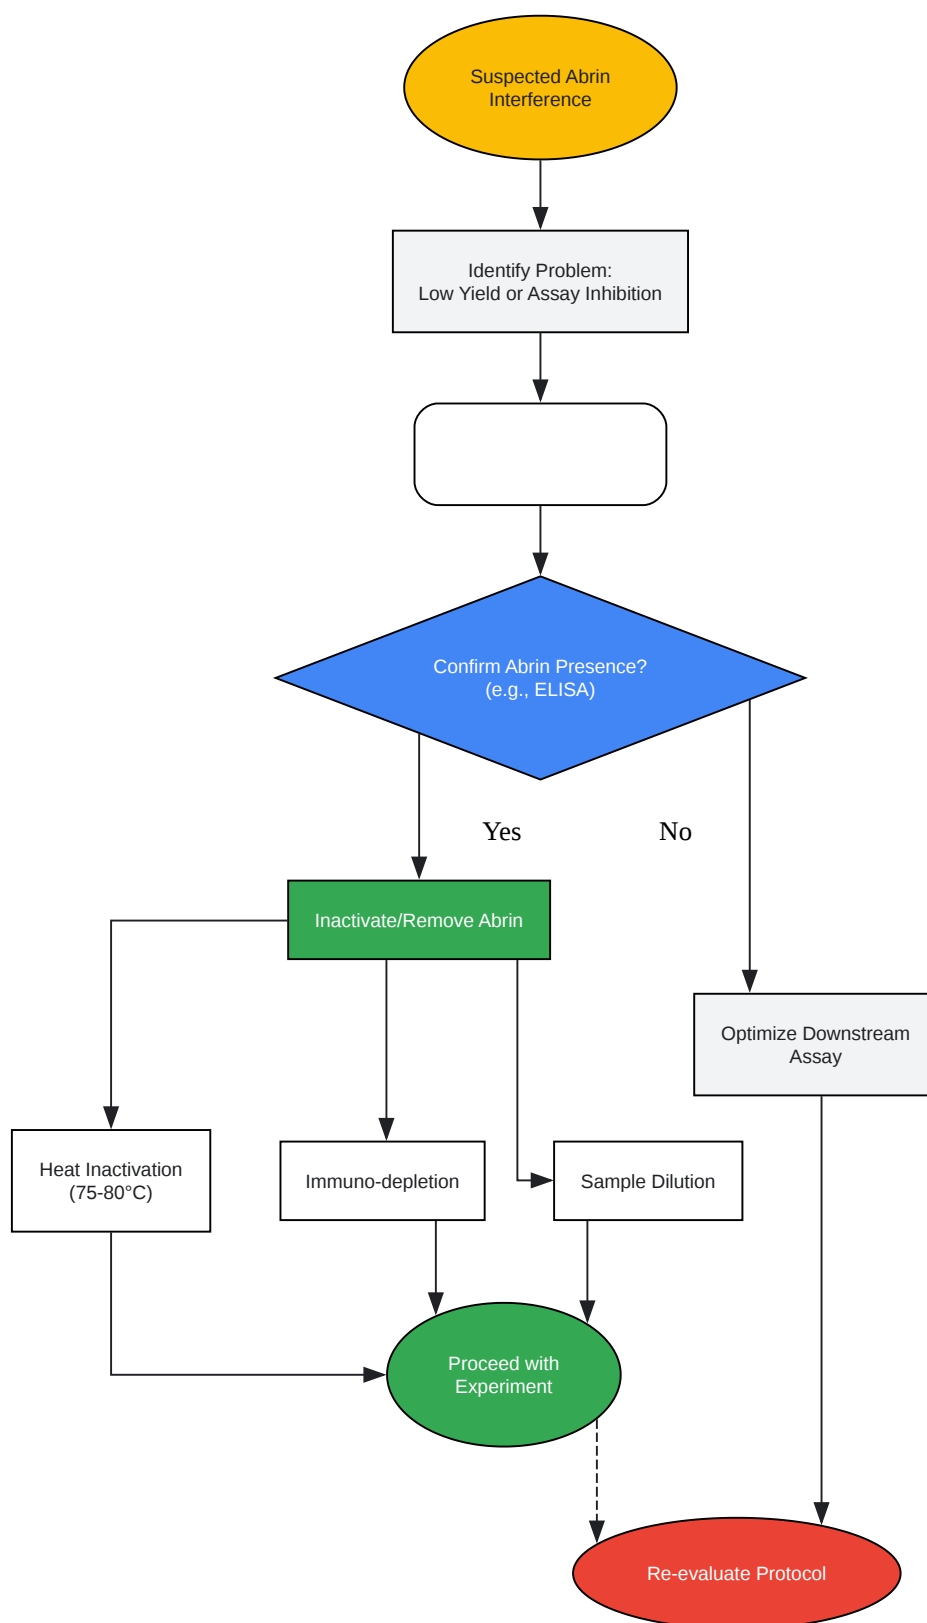 Suspected Abrin
Interference
Identify Problem:
Low Yield or Assay Inhibition
Confirm Abrin Presence?
(e.g., ELISA)
Yes
No
Inactivate/Remove Abrin
Optimize Downstream
Assay
Heat Inactivation
(75-80°C)
Immuno-depletion
Sample Dilution
Proceed with
Experiment
Re-evaluate Protocol